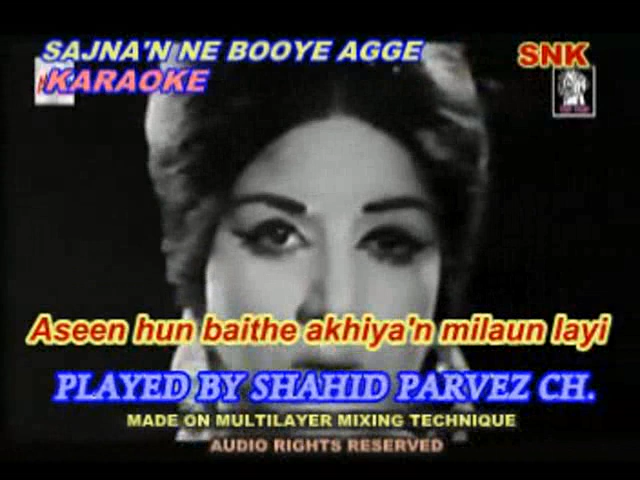 SAJNA'N NE BOOYE AGGE
KARAOKE
SNK
Aseen hun baithe akhiya'n milaun layi
PLAYED BY SHAHID PARVEZ CH.
MADE ON MULTILAYER MIXING TECHNIQUE
AUDIO RIGHTS RESERVED